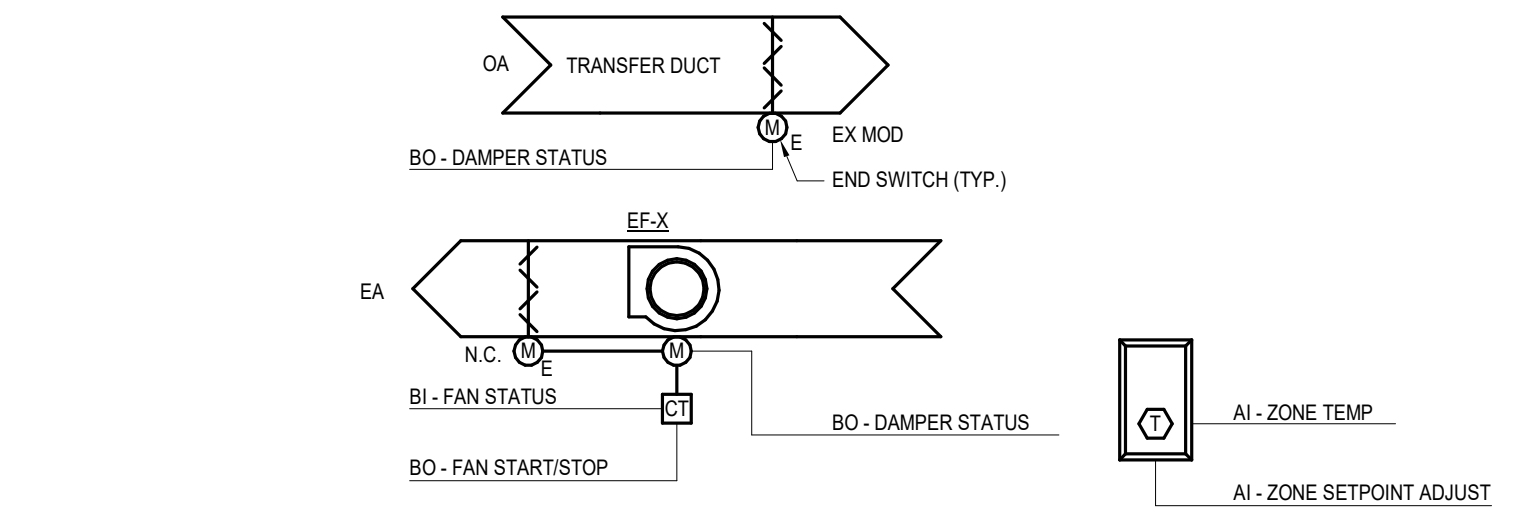 OA
TRANSFER DUCT
M
E
EX MOD
BO - DAMPER STATUS
END SWITCH (TYP.)
EF-X
EA
N.C.
M
E
M
BI - FAN STATUS
CT
BO - DAMPER STATUS
BO - FAN START/STOP
T
AI - ZONE TEMP
AI - ZONE SETPOINT ADJUST